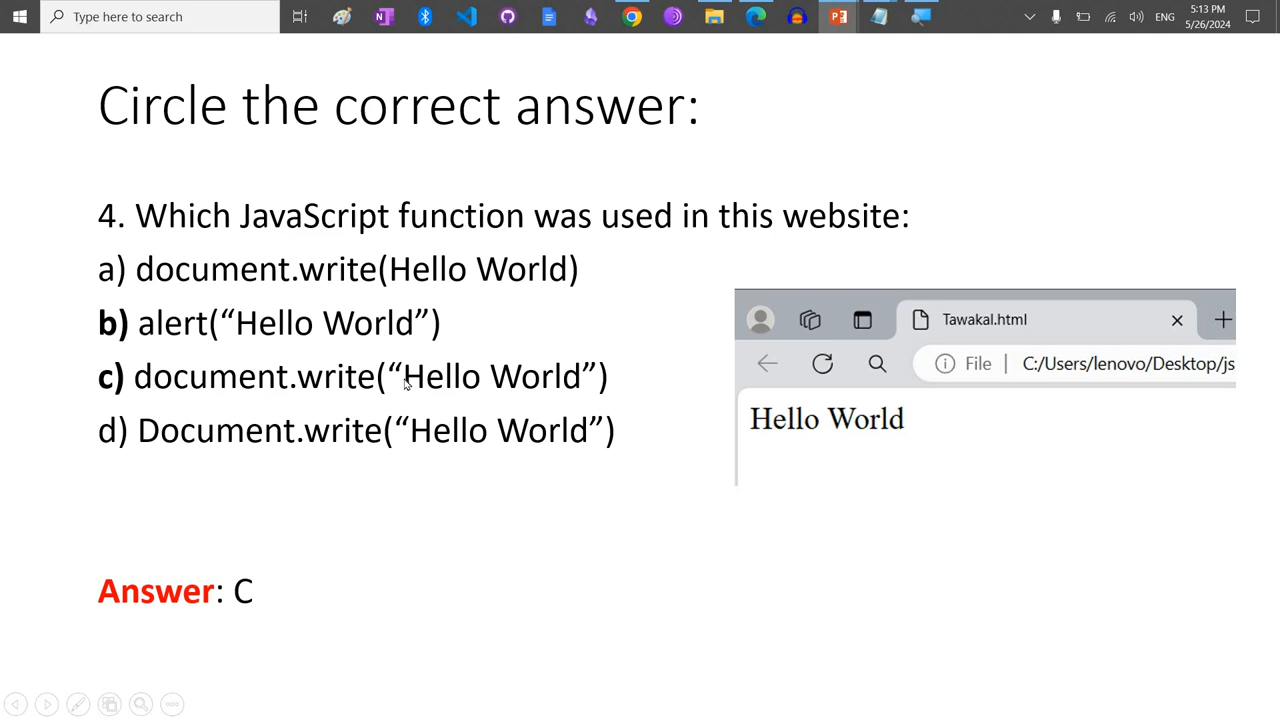 Type here to search
ENG
5:13 PM
5/26/2024
Circle the correct answer:
4. Which JavaScript function was used in this website:
a) document.write(Hello World)
b) alert(“Hello World”)
c) document.write(“Hello World”)
d) Document.write(“Hello World”)
Tawakal.html
File | C:/Users/lenovo/Desktop/js
Hello World
Answer: C